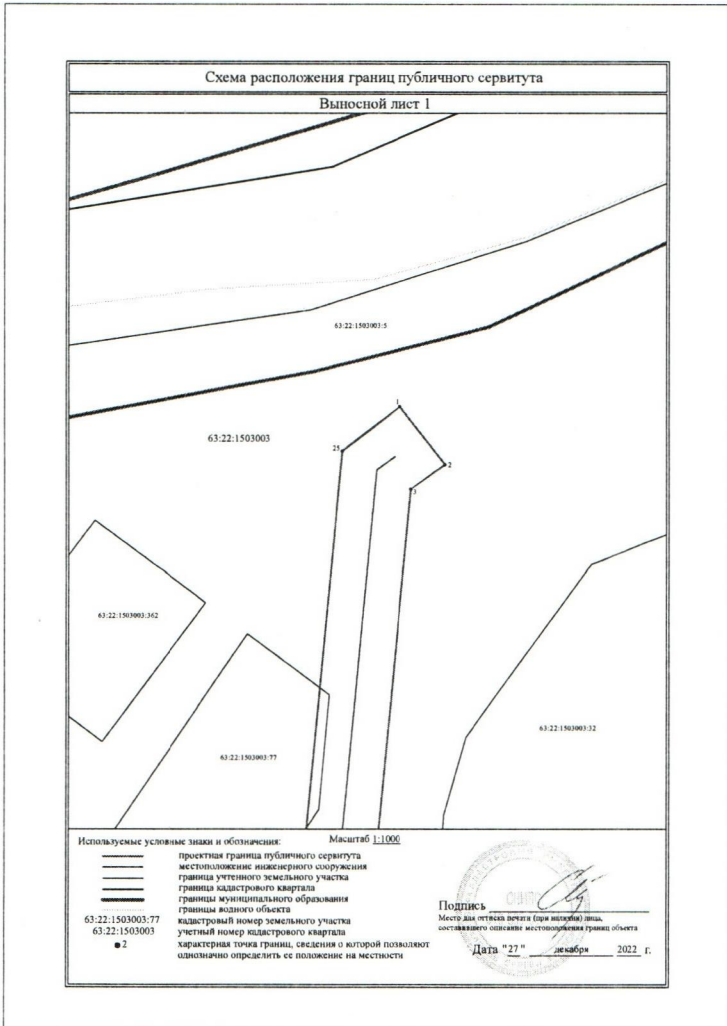 Схема расположения границ публичного сервитута
Выносной лист 1
63:22:1503003:5
1
63:22:1503003
25
2
3
63:22:1503003:362
63:22:1503003:32
63:22:1503003:77
Используемые условные знаки и обозначения:
Масштаб 1:1000
проектная граница публичного сервитута
местоположение инженерного сооружения
граница учтенного земельного участка
граница кадастрового квартала
границы муниципального образования
границы водного объекта
63:22:1503003:77 кадастровый номер земельного участка
63:22:1503003 учетный номер кадастрового квартала
2 характерная точка границ, сведения о которой позволяют
однозначно определить ее положение на местности
Подпись
Место для оттиска печати (при наличии) лица,
составившего описание местоположения границ объекта
Дата "27" декабря 2022 г.